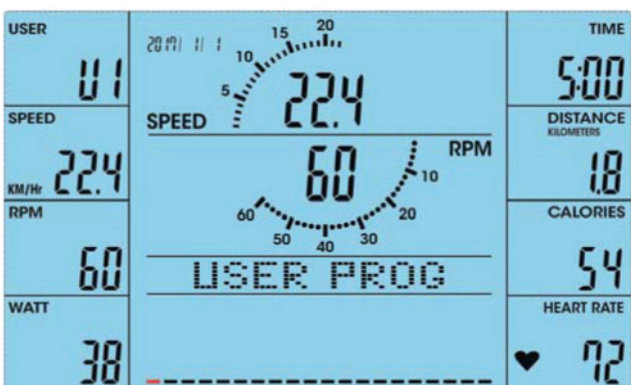 USER
U1
SPEED
KM/Hr 22.4
RPM
60
WATT
38
2017 1 1
5 10 15 20
SPEED 22.4
60 RPM
10 20 30 40 50 60
USER PROG
TIME
5:00
DISTANCE
KILOMETERS
1.8
CALORIES
54
HEART RATE
72